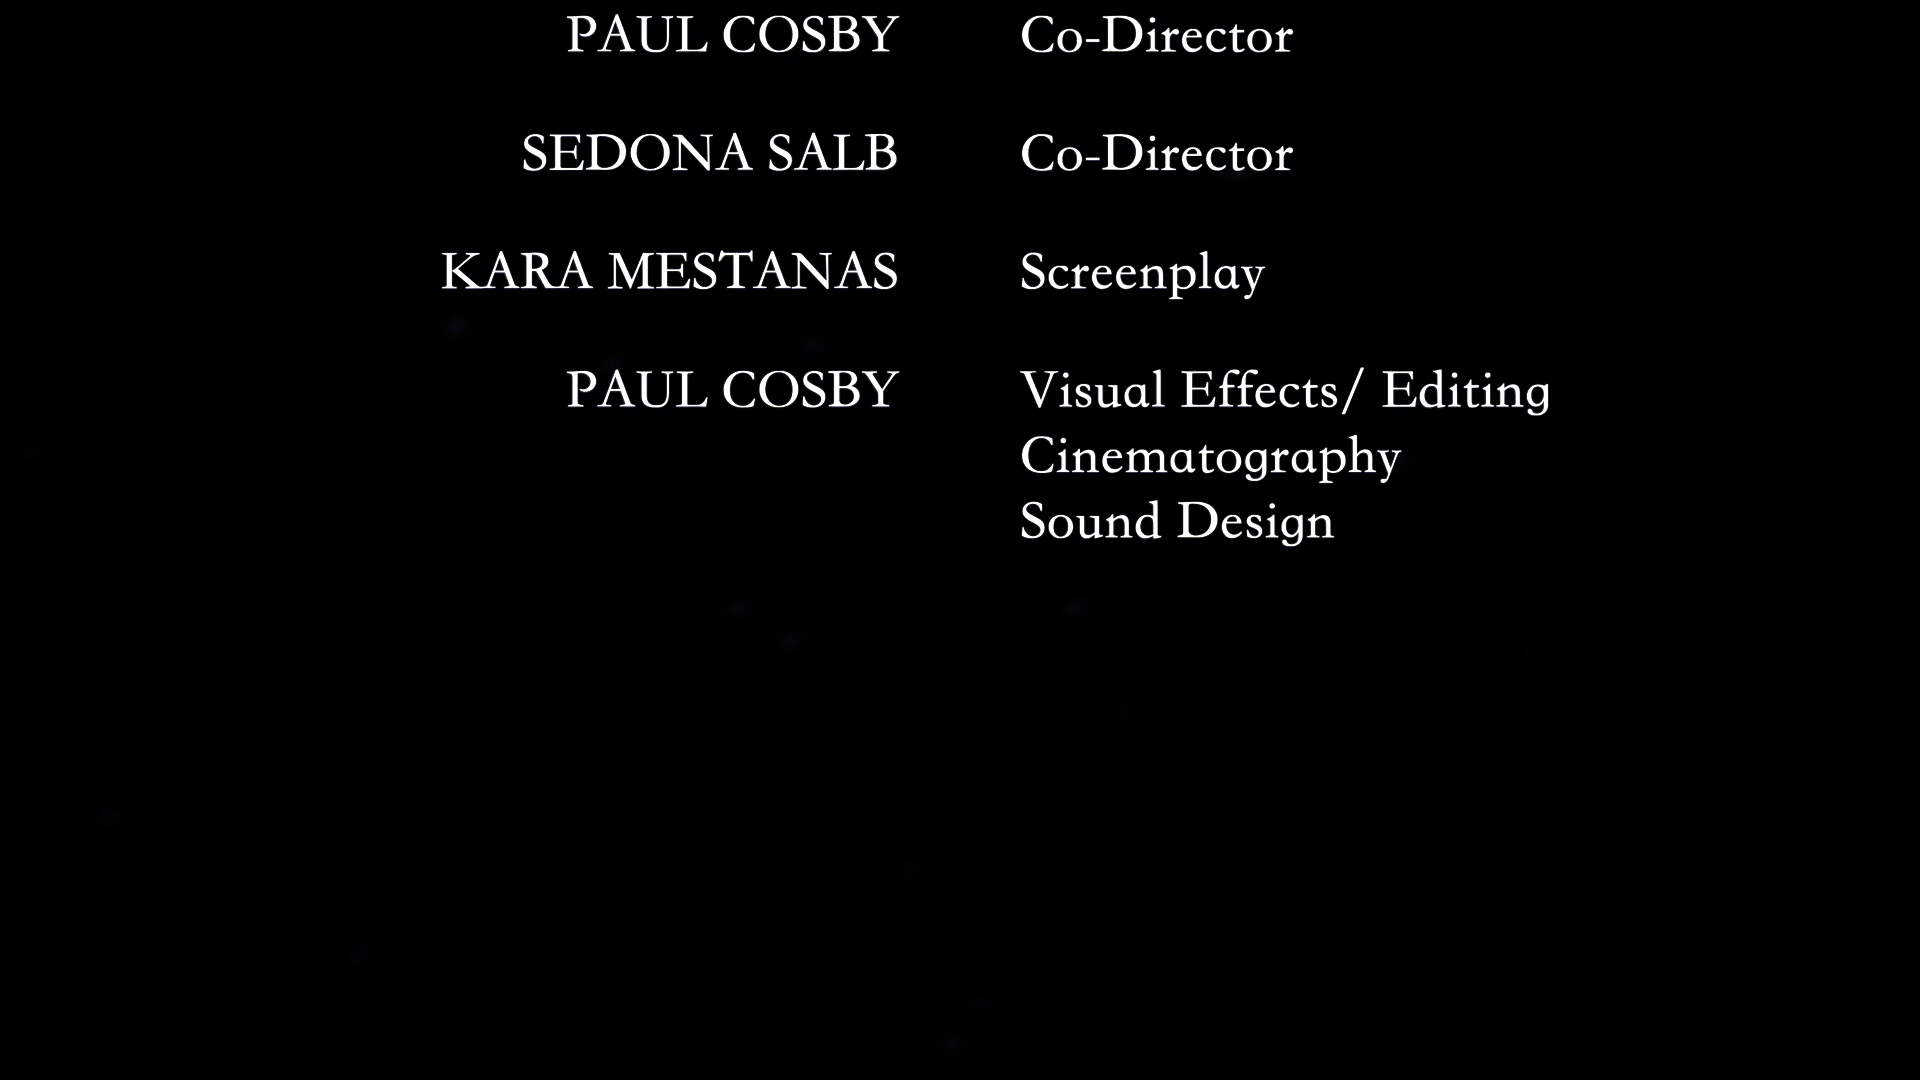 PAUL COSBY Co-Director
SEDONA SALB Co-Director
KARA MESTANAS Screenplay
PAUL COSBY Visual Effects/ Editing
Cinematography
Sound Design